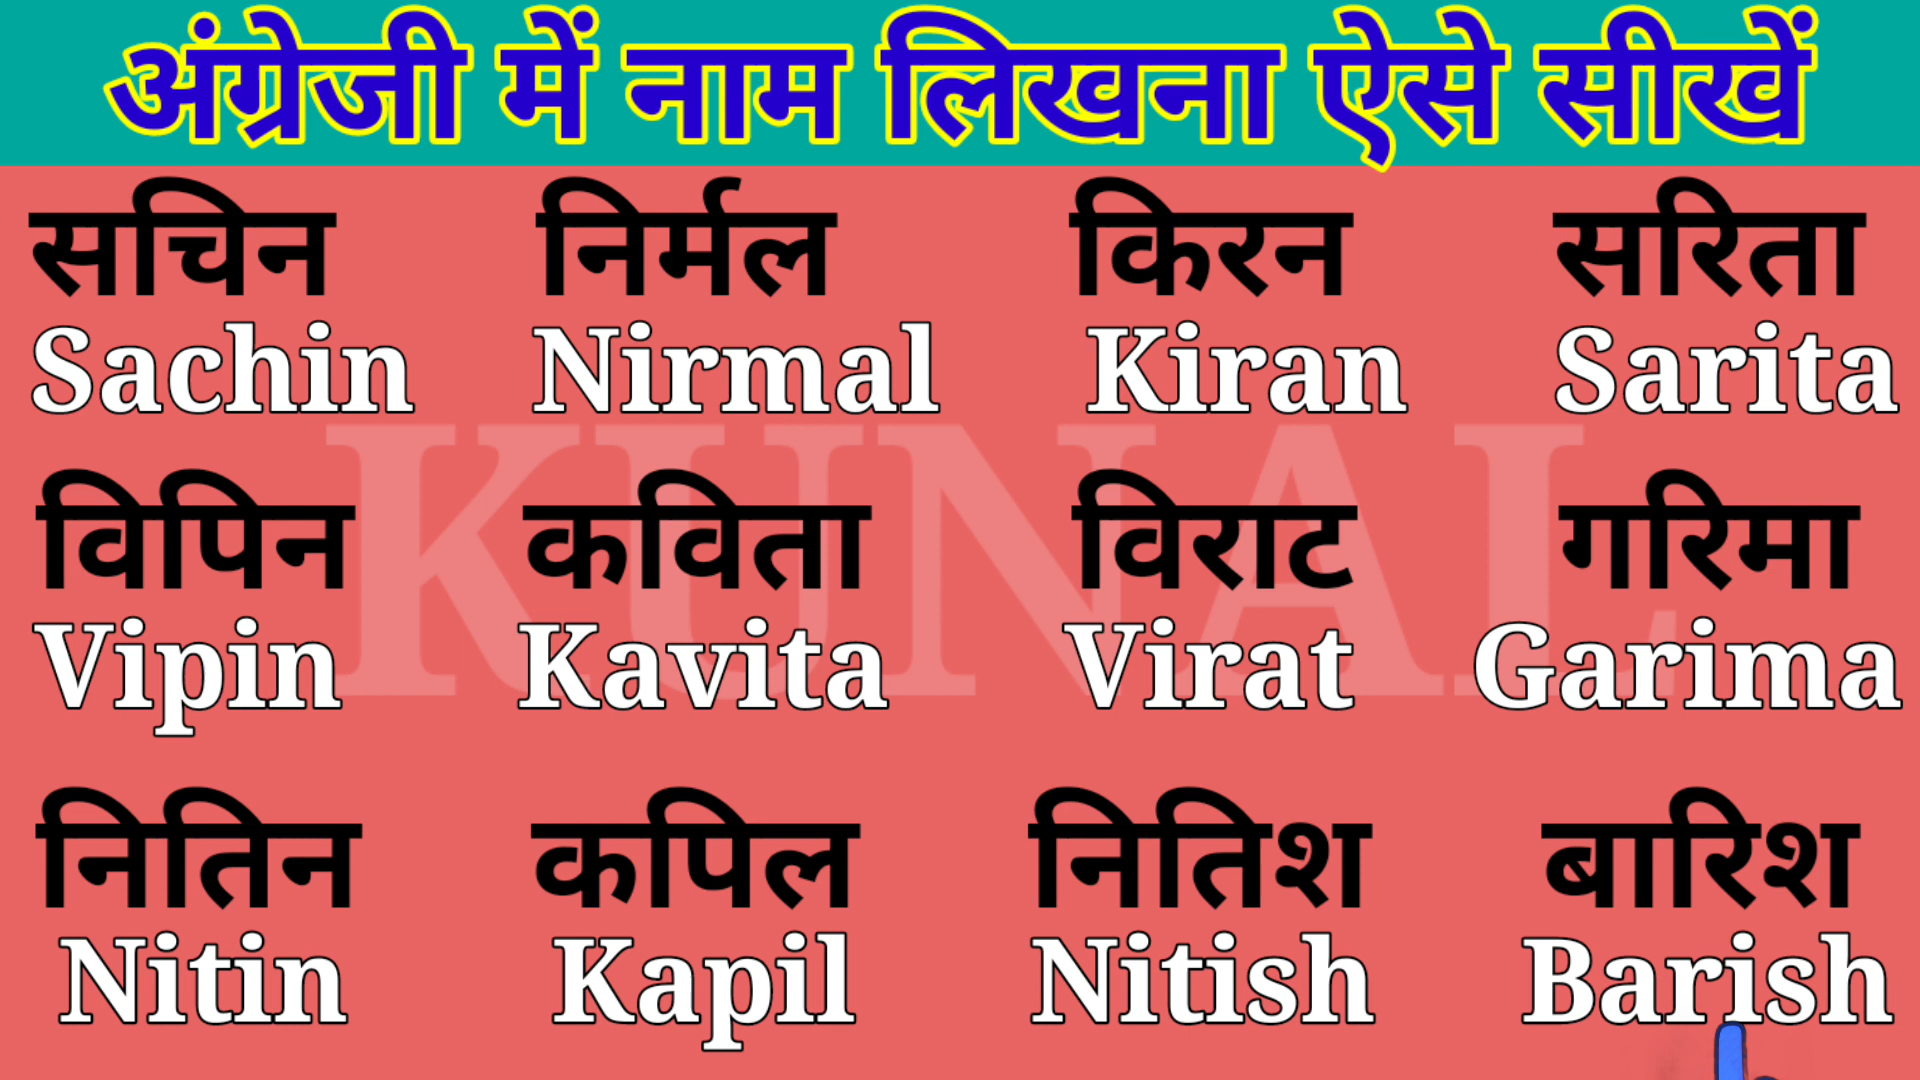 अंग्रेजी में नाम लिखना ऐसे सीखें
सचिन निर्मल किरन सरिता
Sachin Nirmal Kiran Sarita
KUNAL
विपिन कविता विराट गरिमा
Vipin Kavita Virat Garima
नितिन कपिल नितिश बारिश
Nitin Kapil Nitish Barish